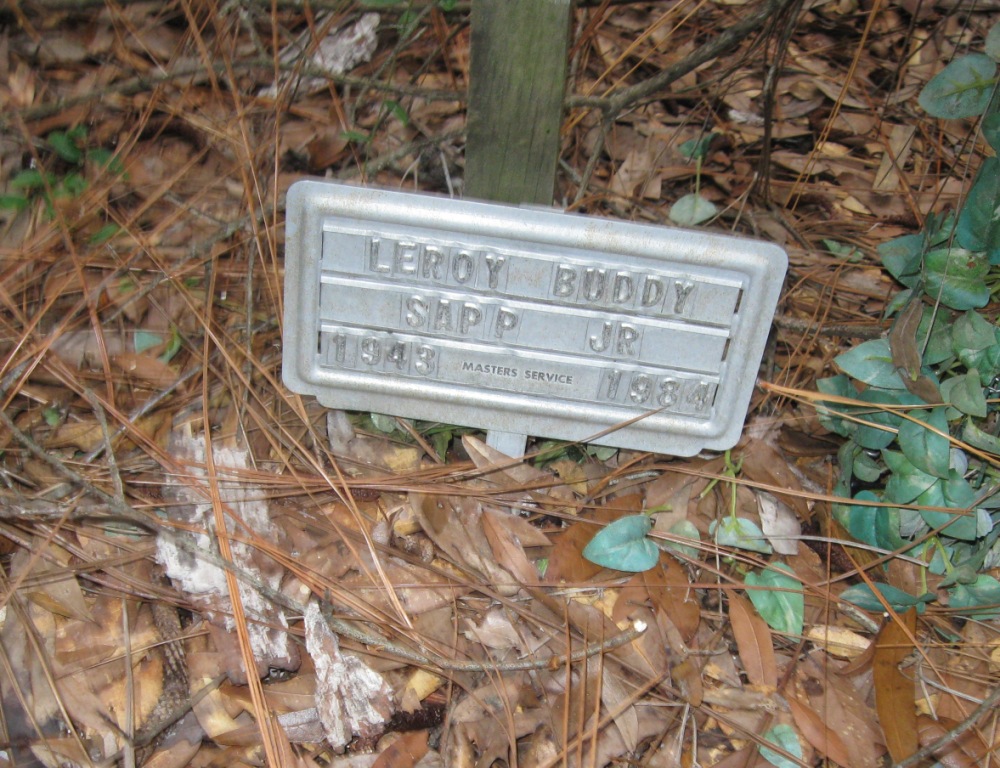 LEROY BUDDY
SAPP JR
1943 MASTERS SERVICE 1984